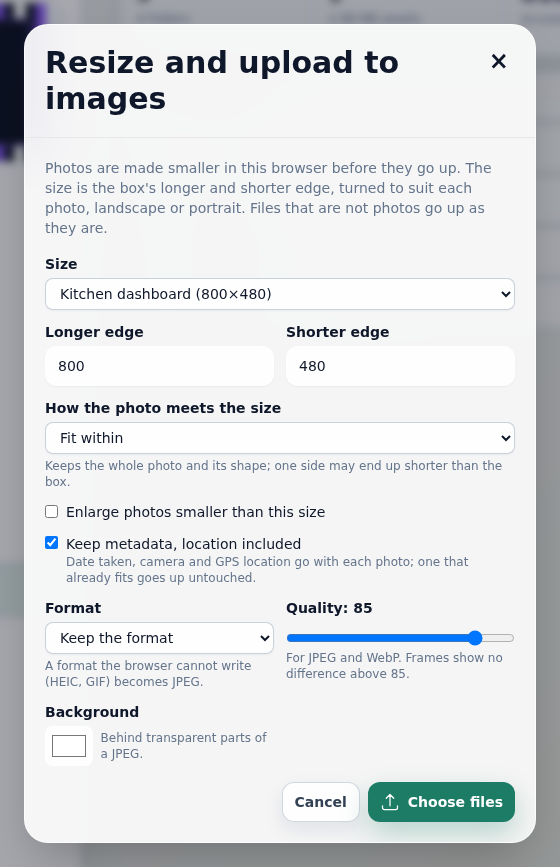 Resize and upload to
images
×
Photos are made smaller in this browser before they go up. The
size is the box's longer and shorter edge, turned to suit each
photo, landscape or portrait. Files that are not photos go up as
they are.
Size
Kitchen dashboard (800×480)
Longer edge
Shorter edge
800
480
How the photo meets the size
Fit within
Keeps the whole photo and its shape; one side may end up shorter than the
box.
Enlarge photos smaller than this size
Keep metadata, location included
Date taken, camera and GPS location go with each photo; one that
already fits goes up untouched.
Format
Quality: 85
Keep the format
A format the browser cannot write
(HEIC, GIF) becomes JPEG.
For JPEG and WebP. Frames show no
difference above 85.
Background
Behind transparent parts of
a JPEG.
Cancel
Choose files